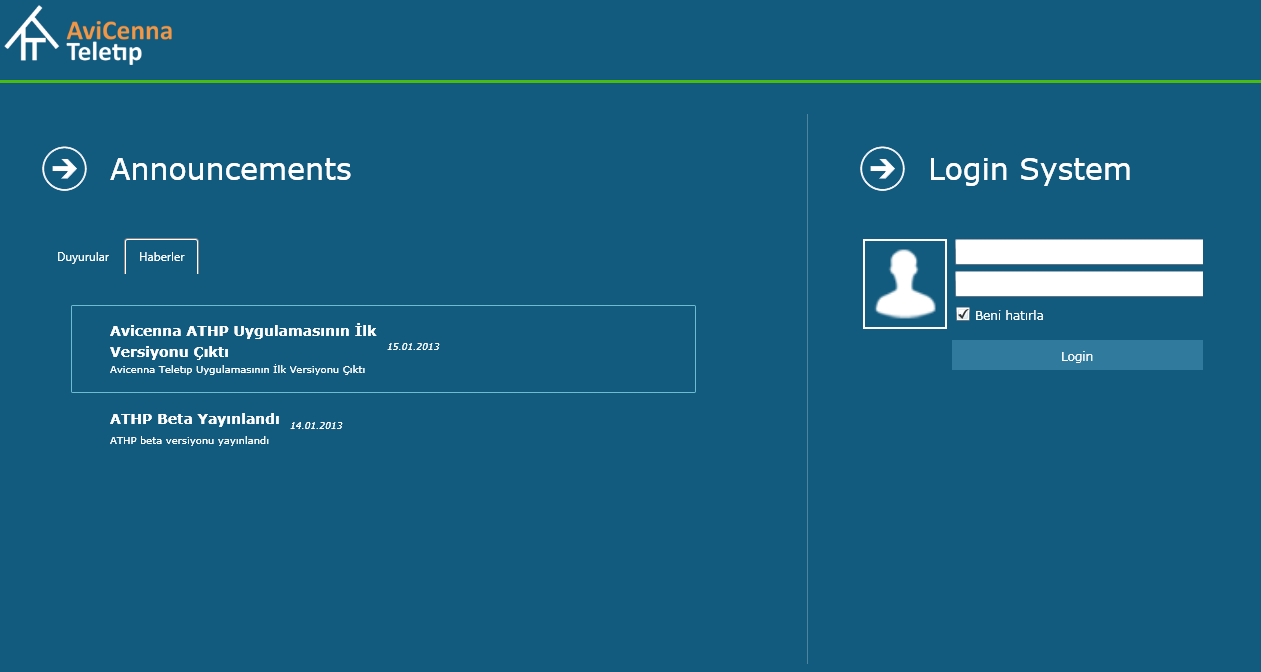 AviCenna
Teletıp
Announcements
Duyurular
Haberler
Avicenna ATHP Uygulamasının İlk
Versiyonu Çıktı
15.01.2013
Avicenna Teletıp Uygulamasının İlk Versiyonu Çıktı
ATHP Beta Yayınlandı
14.01.2013
ATHP beta versiyonu yayınlandı
Login System
Beni hatırla
Login